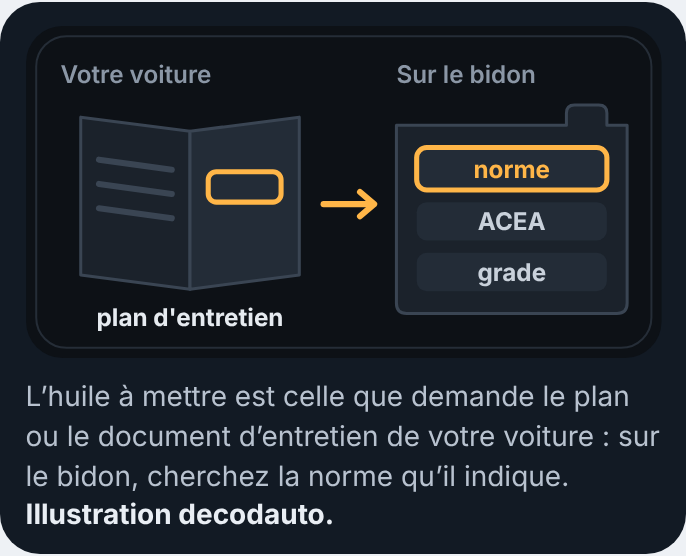 Votre voiture
Sur le bidon
norme
ACEA
grade
plan d'entretien
L’huile à mettre est celle que demande le plan
ou le document d’entretien de votre voiture : sur
le bidon, cherchez la norme qu’il indique.
Illustration decodauto.